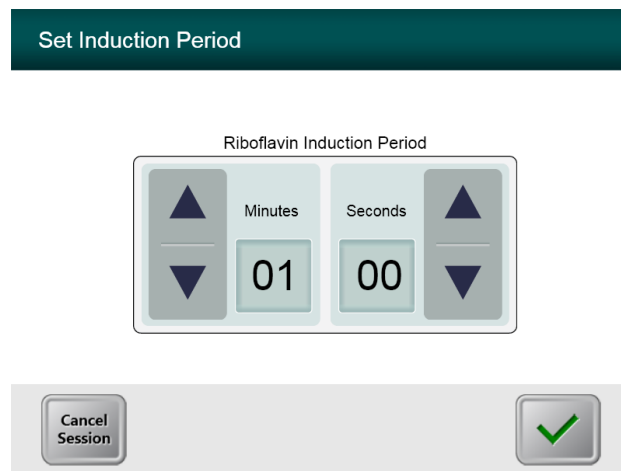 Set Induction Period
Riboflavin Induction Period
Minutes
Seconds
01
00
Cancel
Session